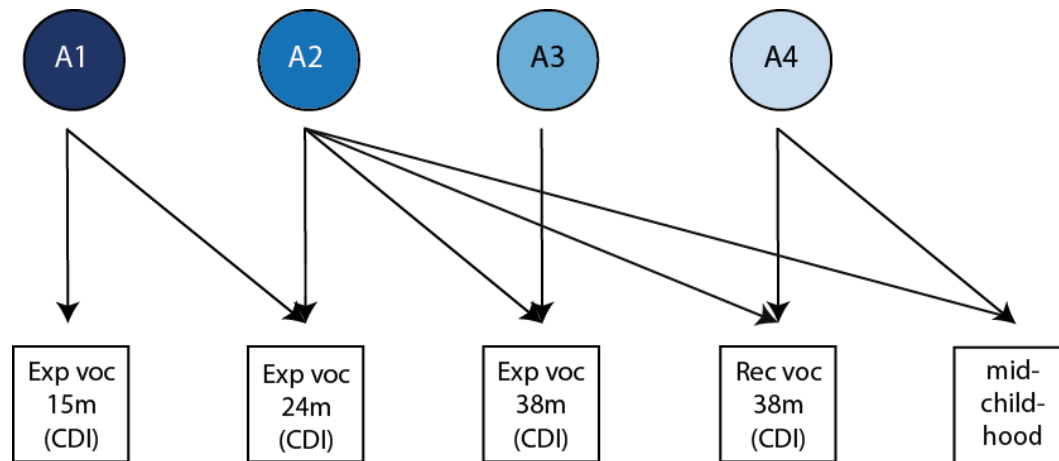 A1
A2
A3
A4
Exp voc
15m
(CDI)
Exp voc
24m
(CDI)
Exp voc
38m
(CDI)
Rec voc
38m
(CDI)
mid-
child-
hood